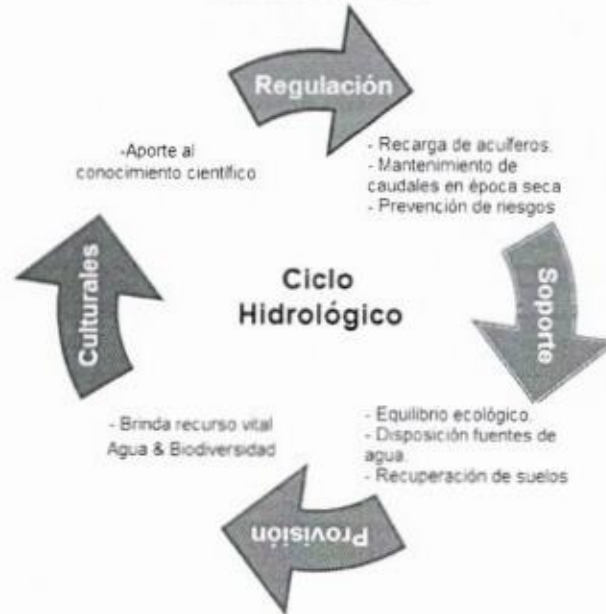 Regulación
- Recarga de acuíferos.
- Mantenimiento de
caudales en época seca
- Prevención de riesgos
Soporte
- Equilibrio ecológico.
- Disposición fuentes de
agua.
- Recuperación de suelos
Provisión
- Brinda recurso vital
Agua & Biodiversidad
Culturales
-Aporte al
conocimiento científico
Ciclo
Hidrológico